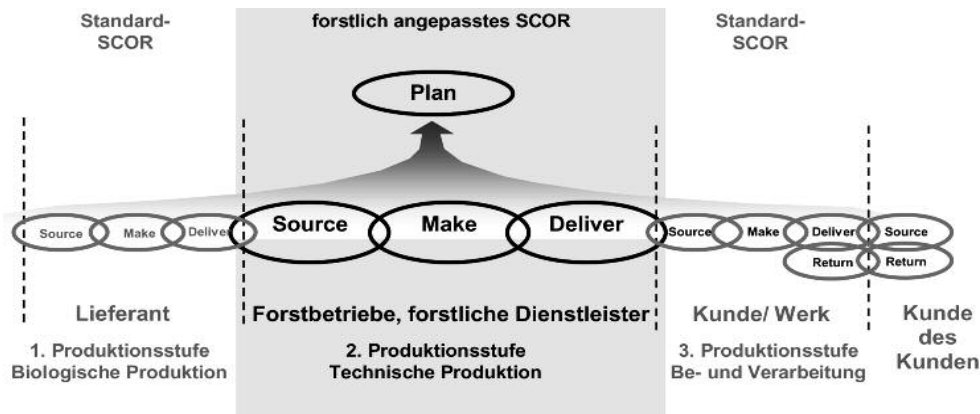 Standard-
SCOR
forstlich angepasstes SCOR
Standard-
SCOR
Plan
Source
Make
Deliver
Source
Make
Deliver
Source
Make
Deliver
Source
Return
Return
Lieferant
Forstbetriebe, forstliche Dienstleister
Kunde/ Werk
Kunde
des
Kunden
1. Produktionsstufe
Biologische Produktion
2. Produktionsstufe
Technische Produktion
3. Produktionsstufe
Be- und Verarbeitung